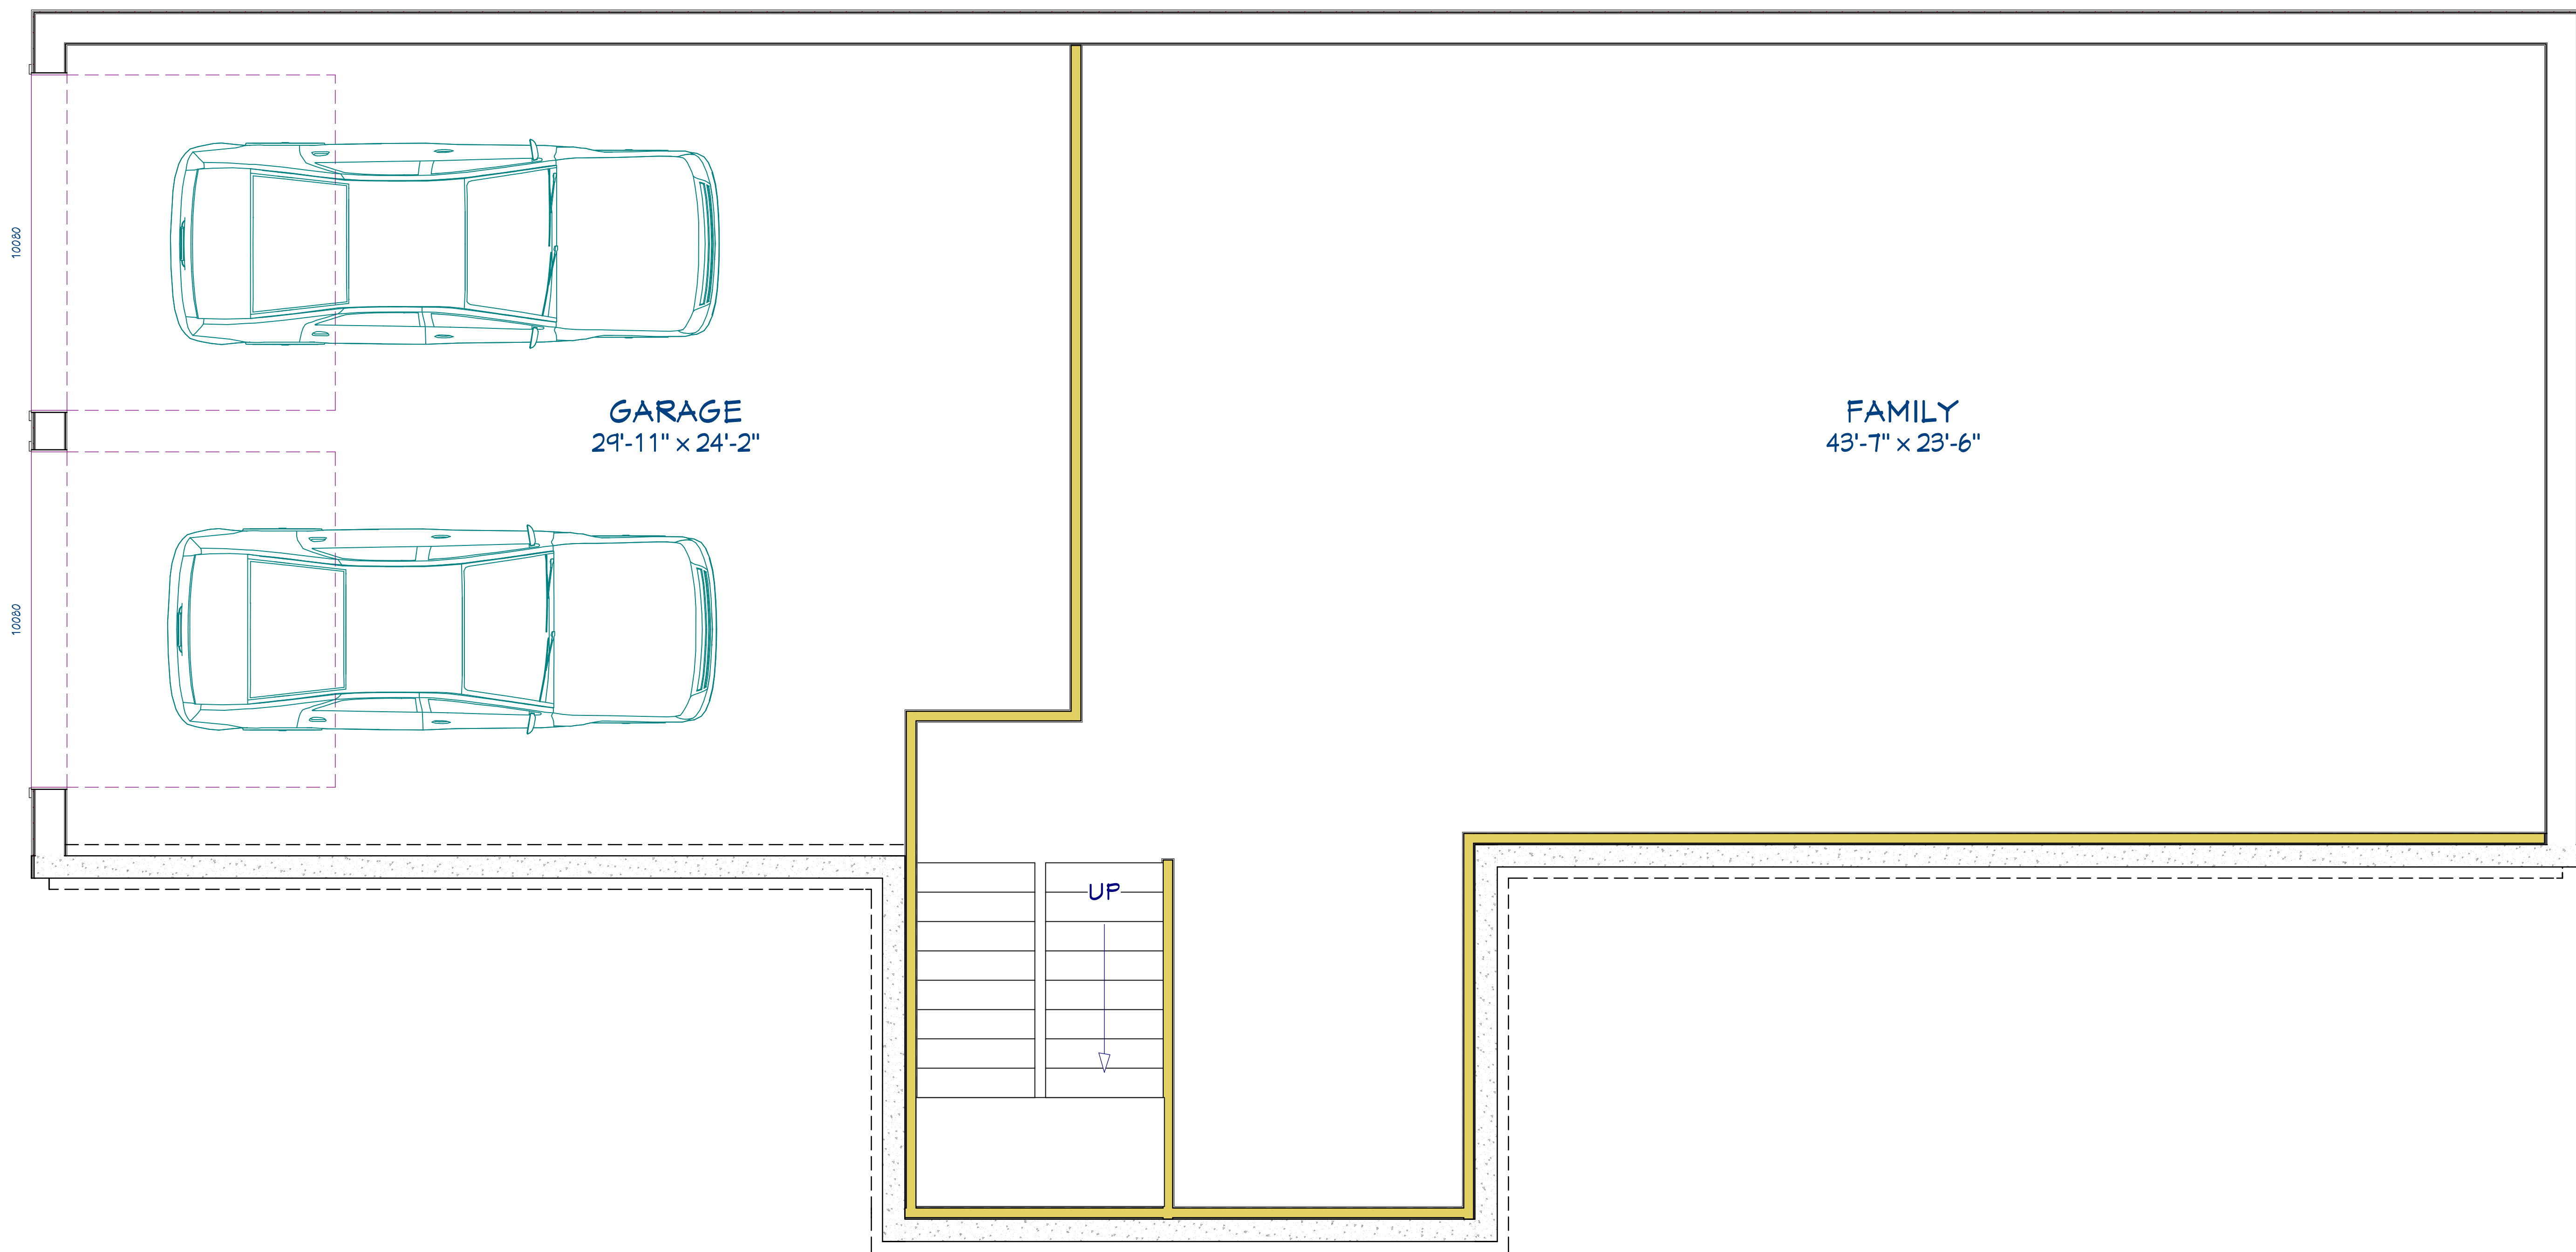 10080
GARAGE
29'-11" x 24'-2"
FAMILY
43'-7" x 23'-6"
10080
UP